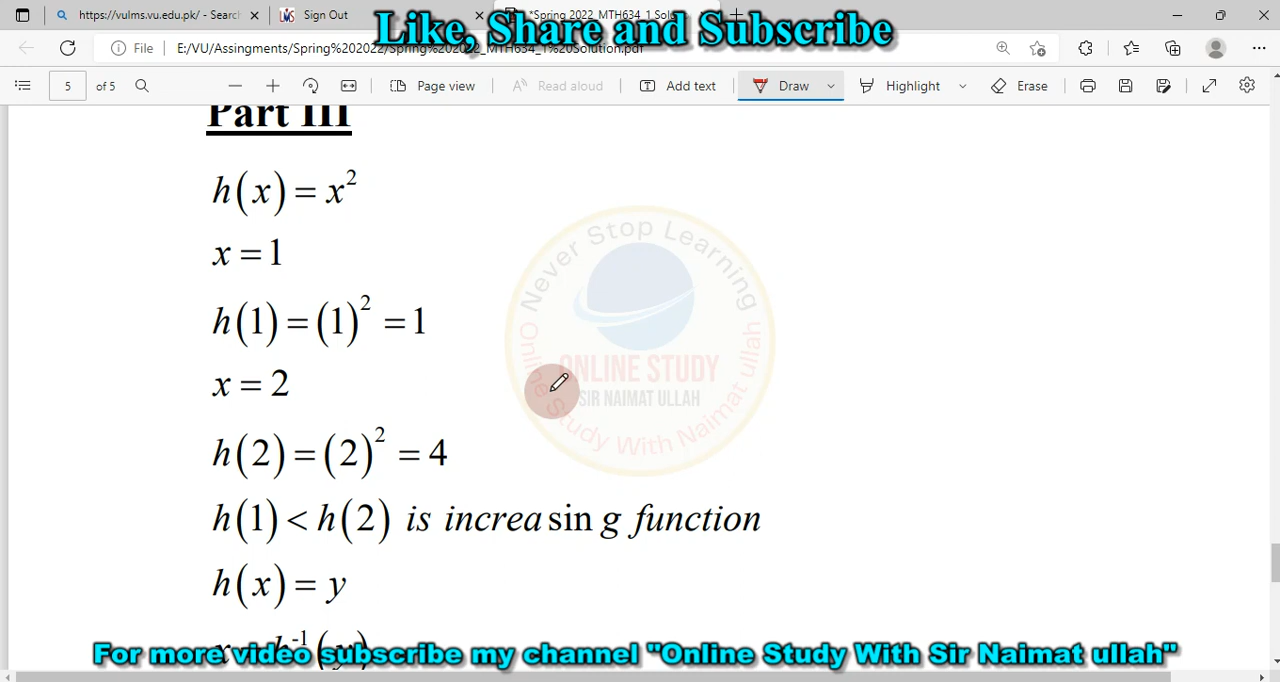 https://vulms.vu.edu.pk/ - Search
Sign Out
*Spring 2022_MTH634_1 Solu
Like, Share and Subscribe
File
E:/VU/Assingments/Spring%202022/Spring%202022_MTH634_1%20Solution.pdf
5 of 5
Page view
Read aloud
Add text
Draw
Highlight
Erase
Part III
h(x) = x²
x = 1
h(1) = (1)² = 1
x = 2
h(2) = (2)² = 4
h(1) < h(2) is increa sin g function
h(x) = y
Never Stop Learning
ONLINE STUDY
SIR NAIMAT ULLAH
Online Study With Naimat ullah
For more video subscribe my channel "Online Study With Sir Naimat ullah"